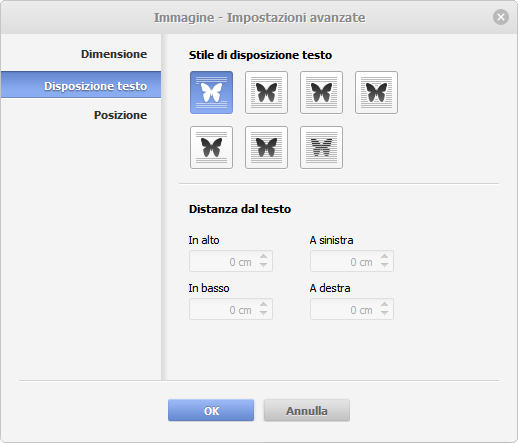 Immagine - Impostazioni avanzate
Dimensione
Disposizione testo
Posizione
Stile di disposizione testo
Distanza dal testo
In alto
A sinistra
0 cm
0 cm
In basso
A destra
0 cm
0 cm
OK
Annulla